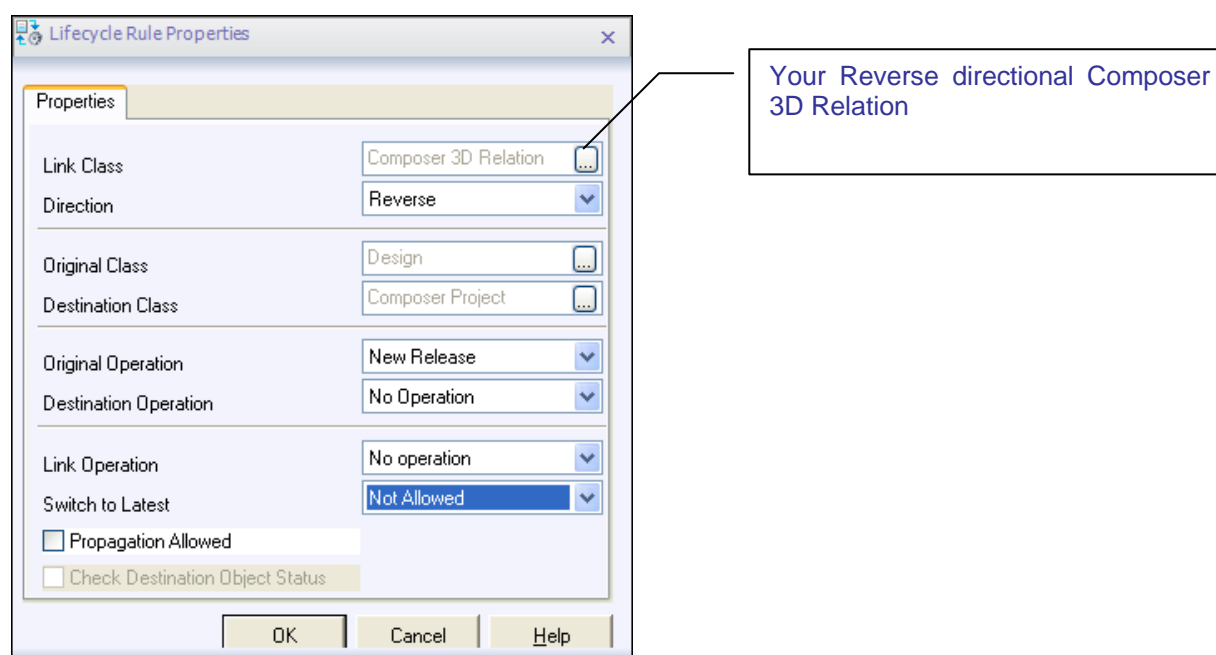 Lifecycle Rule Properties
Your Reverse directional Composer
3D Relation
Properties
Link Class
Composer 3D Relation
...
Direction
Reverse
Original Class
Design
...
Destination Class
Composer Project
...
Original Operation
New Release
Destination Operation
No Operation
Link Operation
No operation
Switch to Latest
Not Allowed
Propagation Allowed
Check Destination Object Status
OK
Cancel
Help